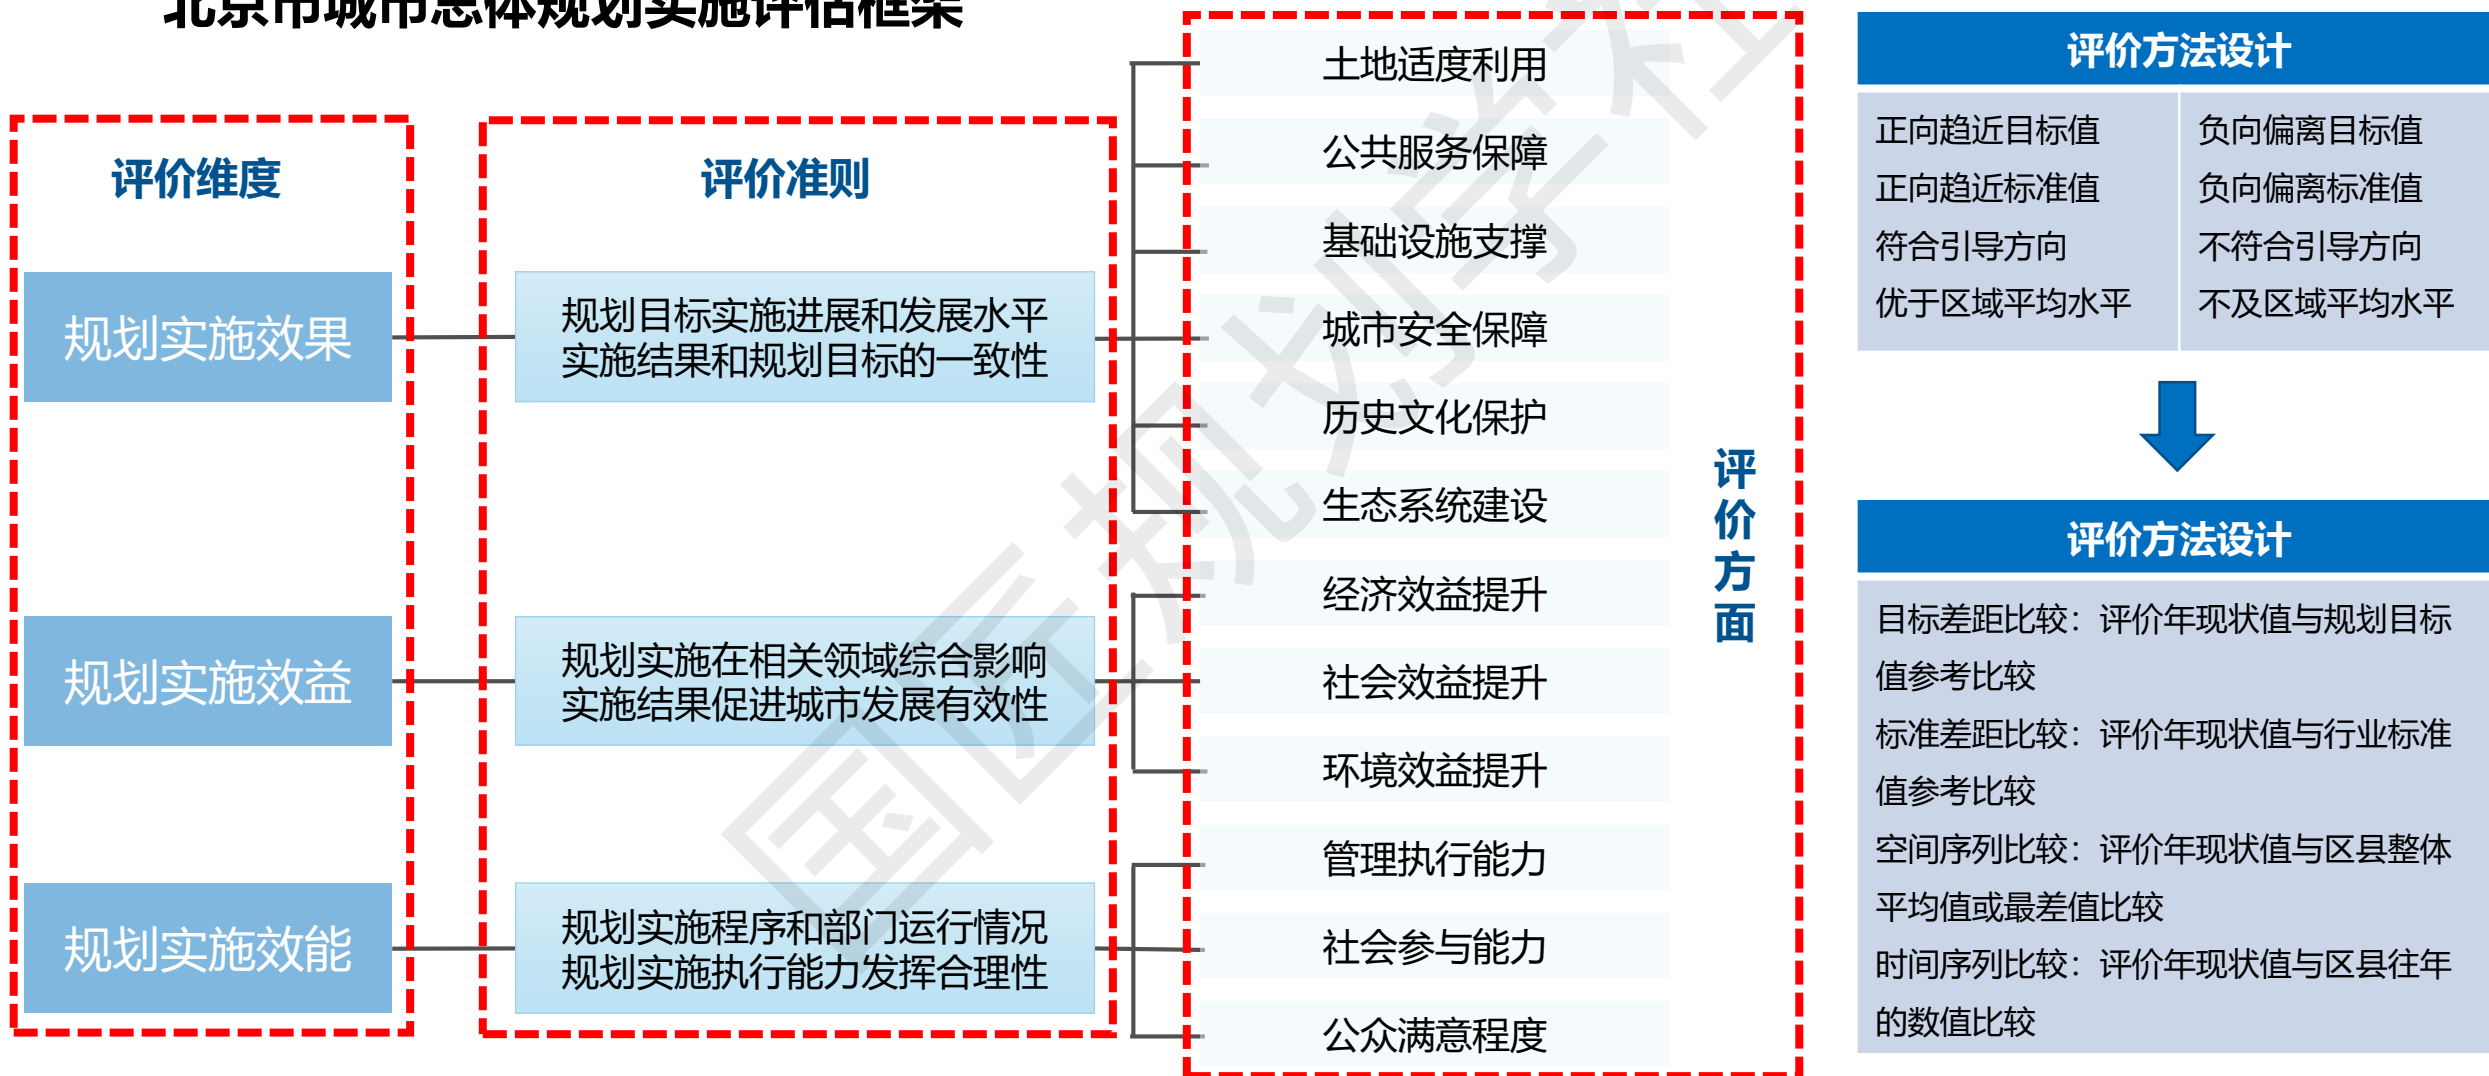 北京市城市总体规划实施评估框架
评价维度
规划实施效果
规划实施效益
规划实施效能
评价准则
规划目标实施进展和发展水平
实施结果和规划目标的一致性
规划实施在相关领域综合影响
实施结果促进城市发展有效性
规划实施程序和部门运行情况
规划实施执行能力发挥合理性
土地适度利用
公共服务保障
基础设施支撑
城市安全保障
历史文化保护
生态系统建设
经济效益提升
社会效益提升
环境效益提升
管理执行能力
社会参与能力
公众满意程度
评价方面
评价方法设计
正向趋近目标值
正向趋近标准值
符合引导方向
优于区域平均水平
负向偏离目标值
负向偏离标准值
不符合引导方向
不及区域平均水平
评价方法设计
目标差距比较：评价年现状值与规划目标
值参考比较
标准差距比较：评价年现状值与行业标准
值参考比较
空间序列比较：评价年现状值与区县整体
平均值或最差值比较
时间序列比较：评价年现状值与区县往年
的数值比较
国匠规划学社